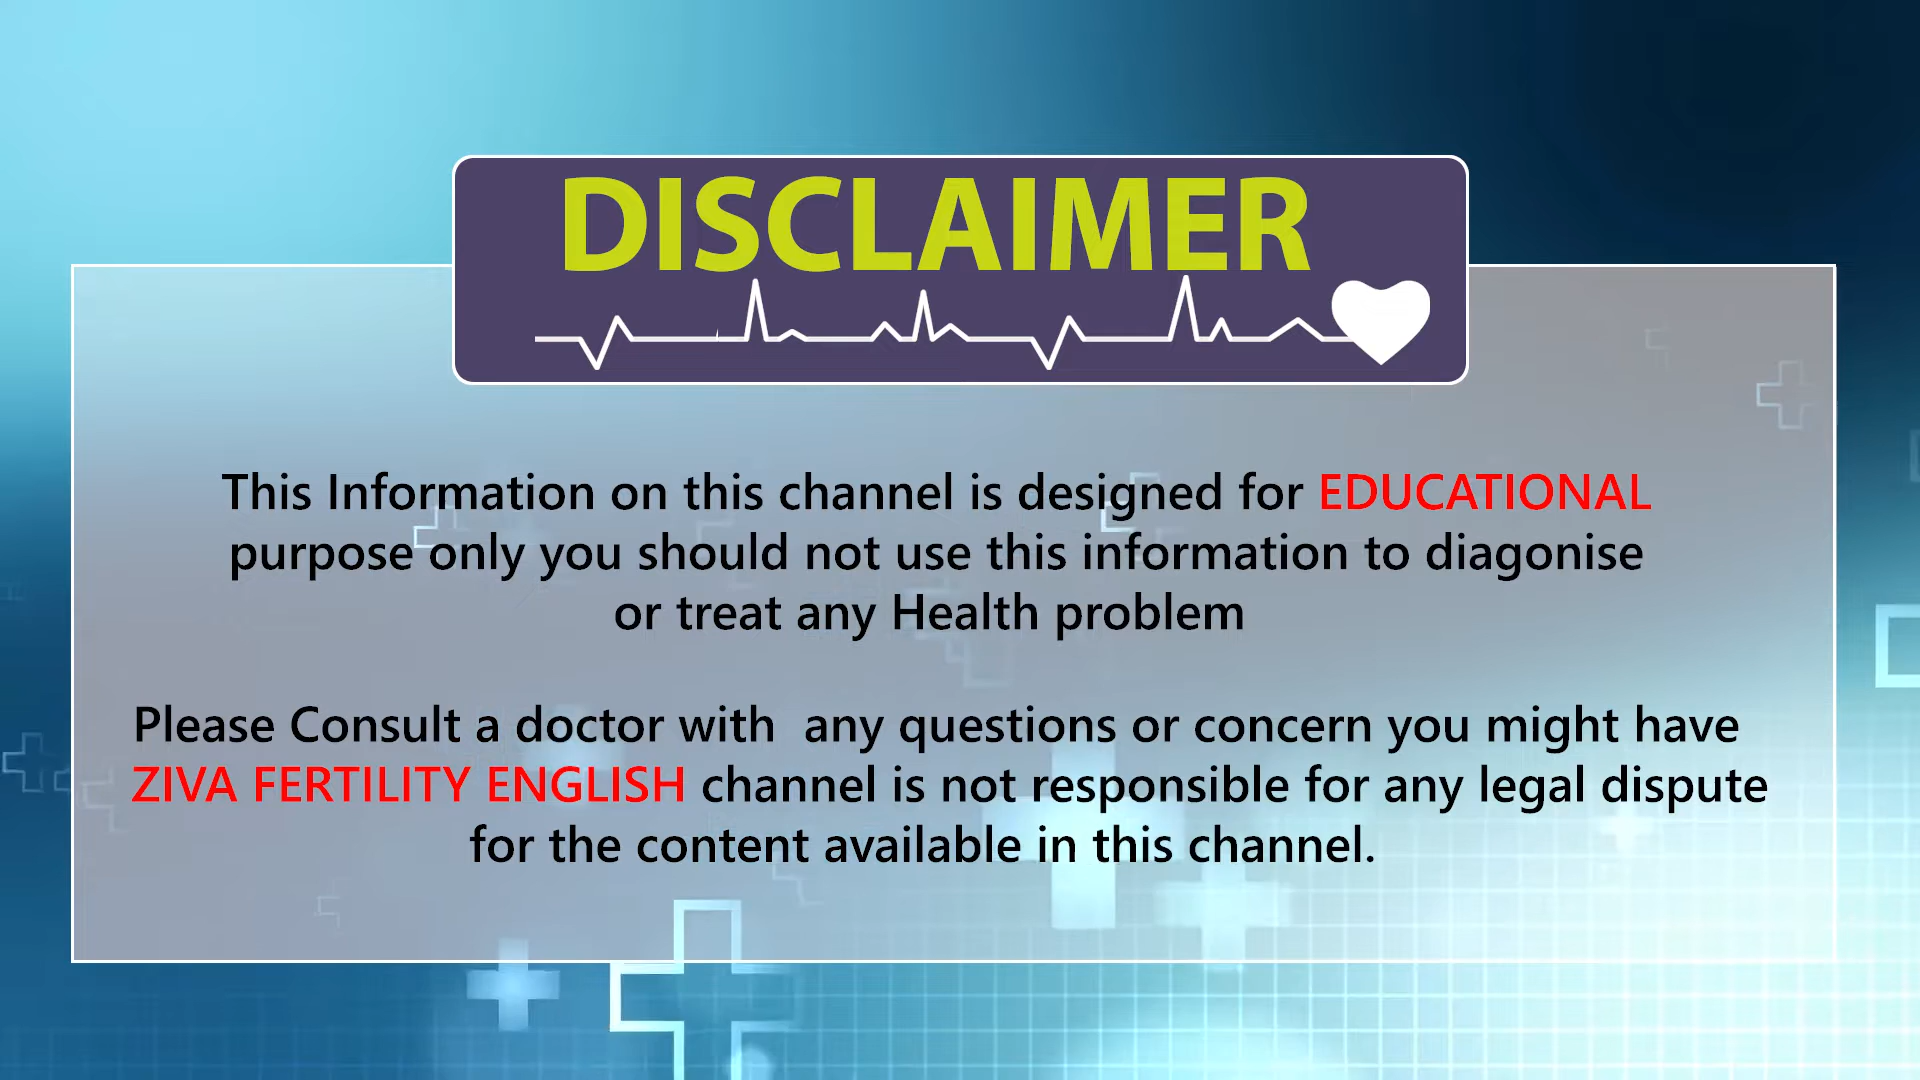 DISCLAIMER
This Information on this channel is designed for EDUCATIONAL
purpose only you should not use this information to diagonise
or treat any Health problem
Please Consult a doctor with  any questions or concern you might have
ZIVA FERTILITY ENGLISH channel is not responsible for any legal dispute
for the content available in this channel.